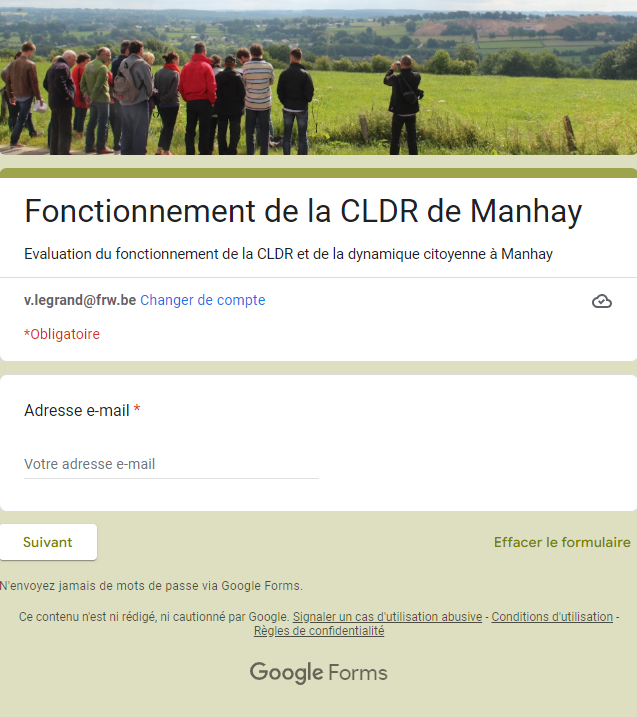 Fonctionnement de la CLDR de Manhay
Evaluation du fonctionnement de la CLDR et de la dynamique citoyenne à Manhay
v.legrand@frw.be Changer de compte
*Obligatoire
Adresse e-mail *
Votre adresse e-mail
Suivant
Effacer le formulaire
N'envoyez jamais de mots de passe via Google Forms.
Ce contenu n'est ni rédigé, ni cautionné par Google. Signaler un cas d'utilisation abusive - Conditions d'utilisation -
Règles de confidentialité
Google Forms